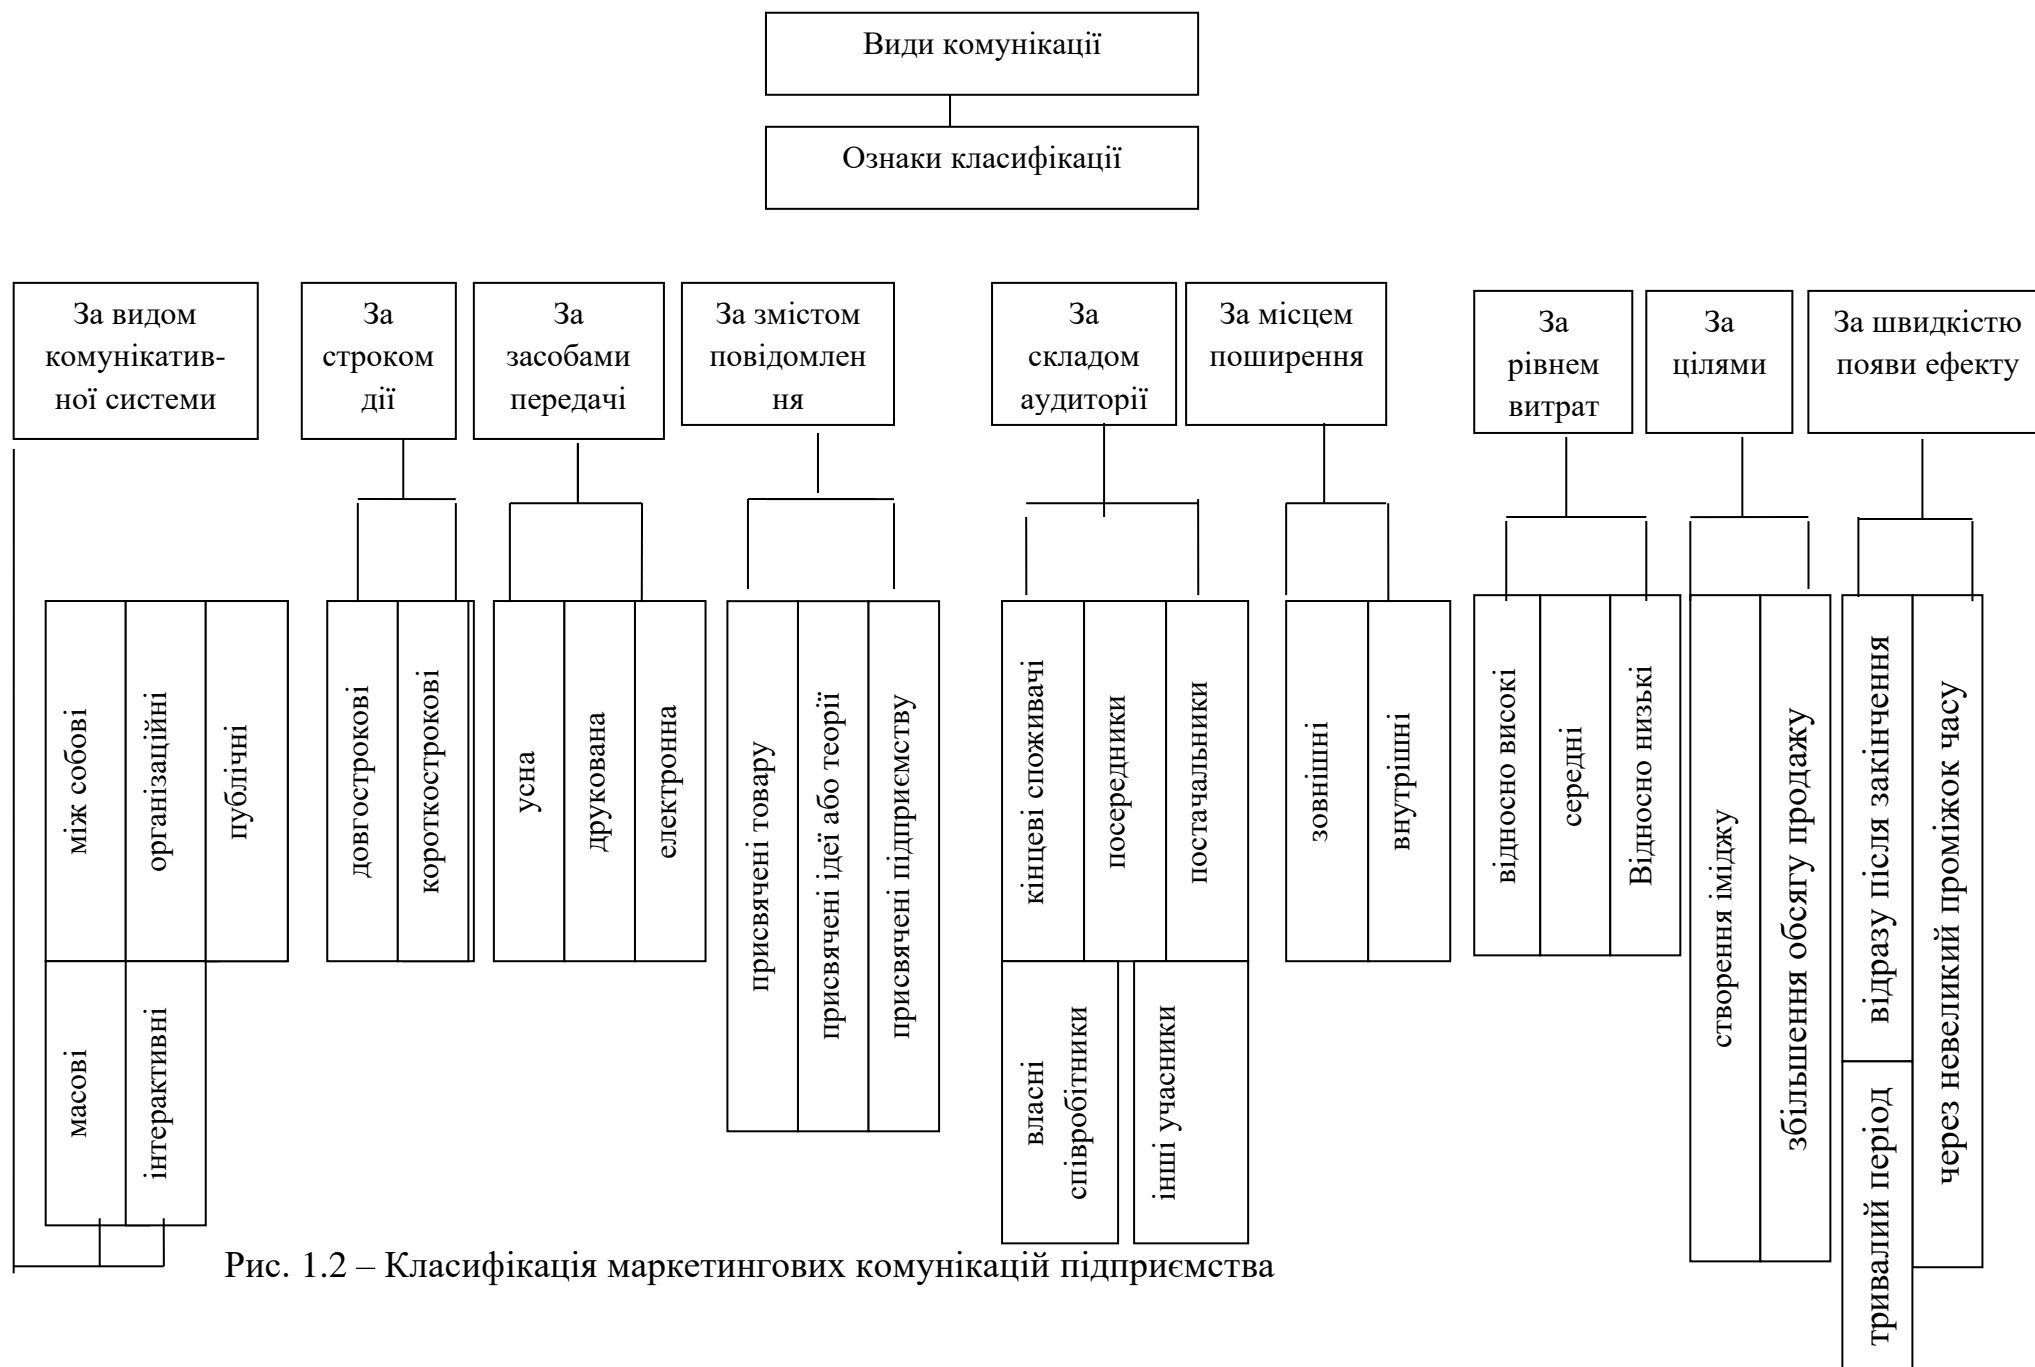 Види комунікації
Ознаки класифікації
За видом
комунікатив-
ної системи
За
строком
дії
За
засобами
передачі
За змістом
повідомлен
ня
За
складом
аудиторії
За місцем
поширення
За
рівнем
витрат
За
цілями
За швидкістю
появи ефекту
між собові
організаційні
публічні
масові
інтерактивні
довгострокові
короткострокові
усна
друкована
електронна
присвячені товару
присвячені ідеї або теорії
присвячені підприємству
кінцеві споживачі
посередники
постачальники
власні
співробітники
інші учасники
зовнішні
внутрішні
відносно високі
середні
Відносно низькі
створення іміджу
збільшення обсягу продажу
відразу після закінчення
через невеликий проміжок часу
тривалий період
Рис. 1.2 – Класифікація маркетингових комунікацій підприємства